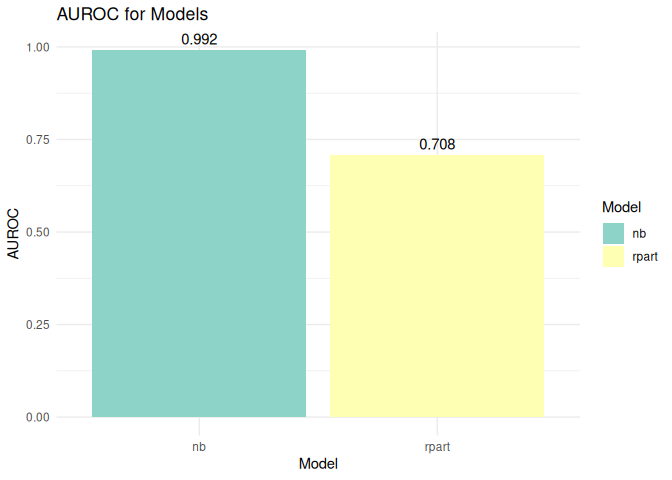 AUROC for Models
0.992
0.708
1.00
0.75
0.50
0.25
0.00
AUROC
nb
rpart
Model
Model
nb
rpart